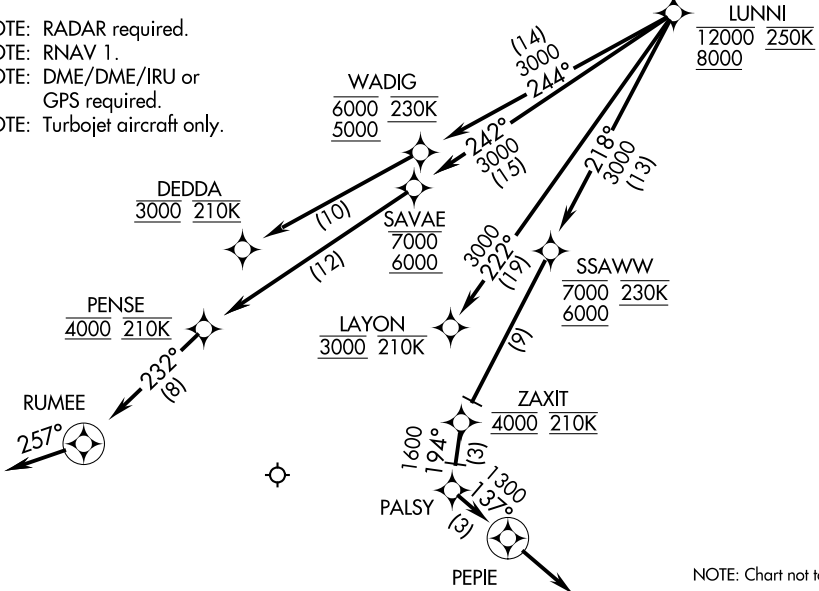 OTE: RADAR required.
OTE: RNAV 1.
OTE: DME/DME/IRU or
GPS required.
OTE: Turbojet aircraft only.
LUNNI
12000 250K
8000
(14)
3000
244°
WADIG
6000 230K
5000
242°
3000
(15)
218°
3000
(13)
DEDDA
3000 210K
(10)
SAVAE
7000
6000
(12)
3000
222°
(19)
SSAWW
7000 230K
6000
PENSE
4000 210K
LAYON
3000 210K
(9)
232°
(8)
RUMEE
257°
ZAXIT
4000 210K
1600
194°
(3)
PALSY
1300
137°
(3)
PEPIE
NOTE: Chart not t